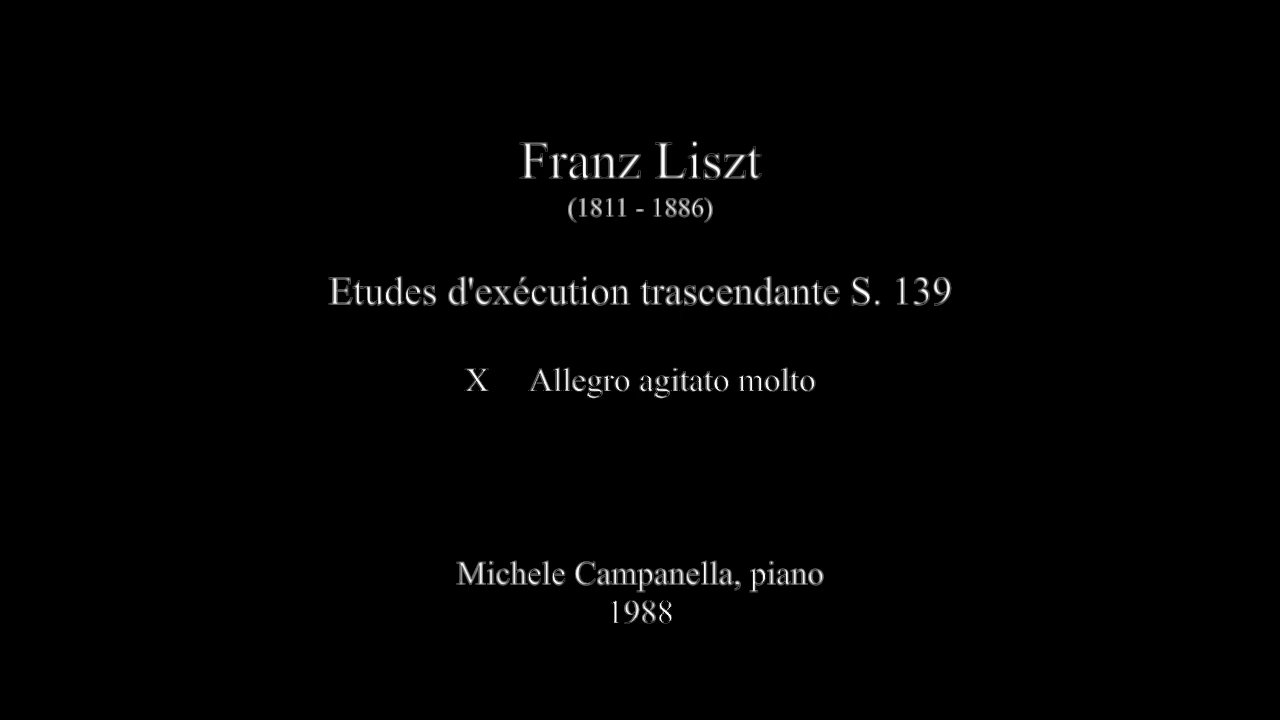 Franz Liszt
(1811 - 1886)
Etudes d'exécution trascendante S. 139
X Allegro agitato molto
Michele Campanella, piano
1988